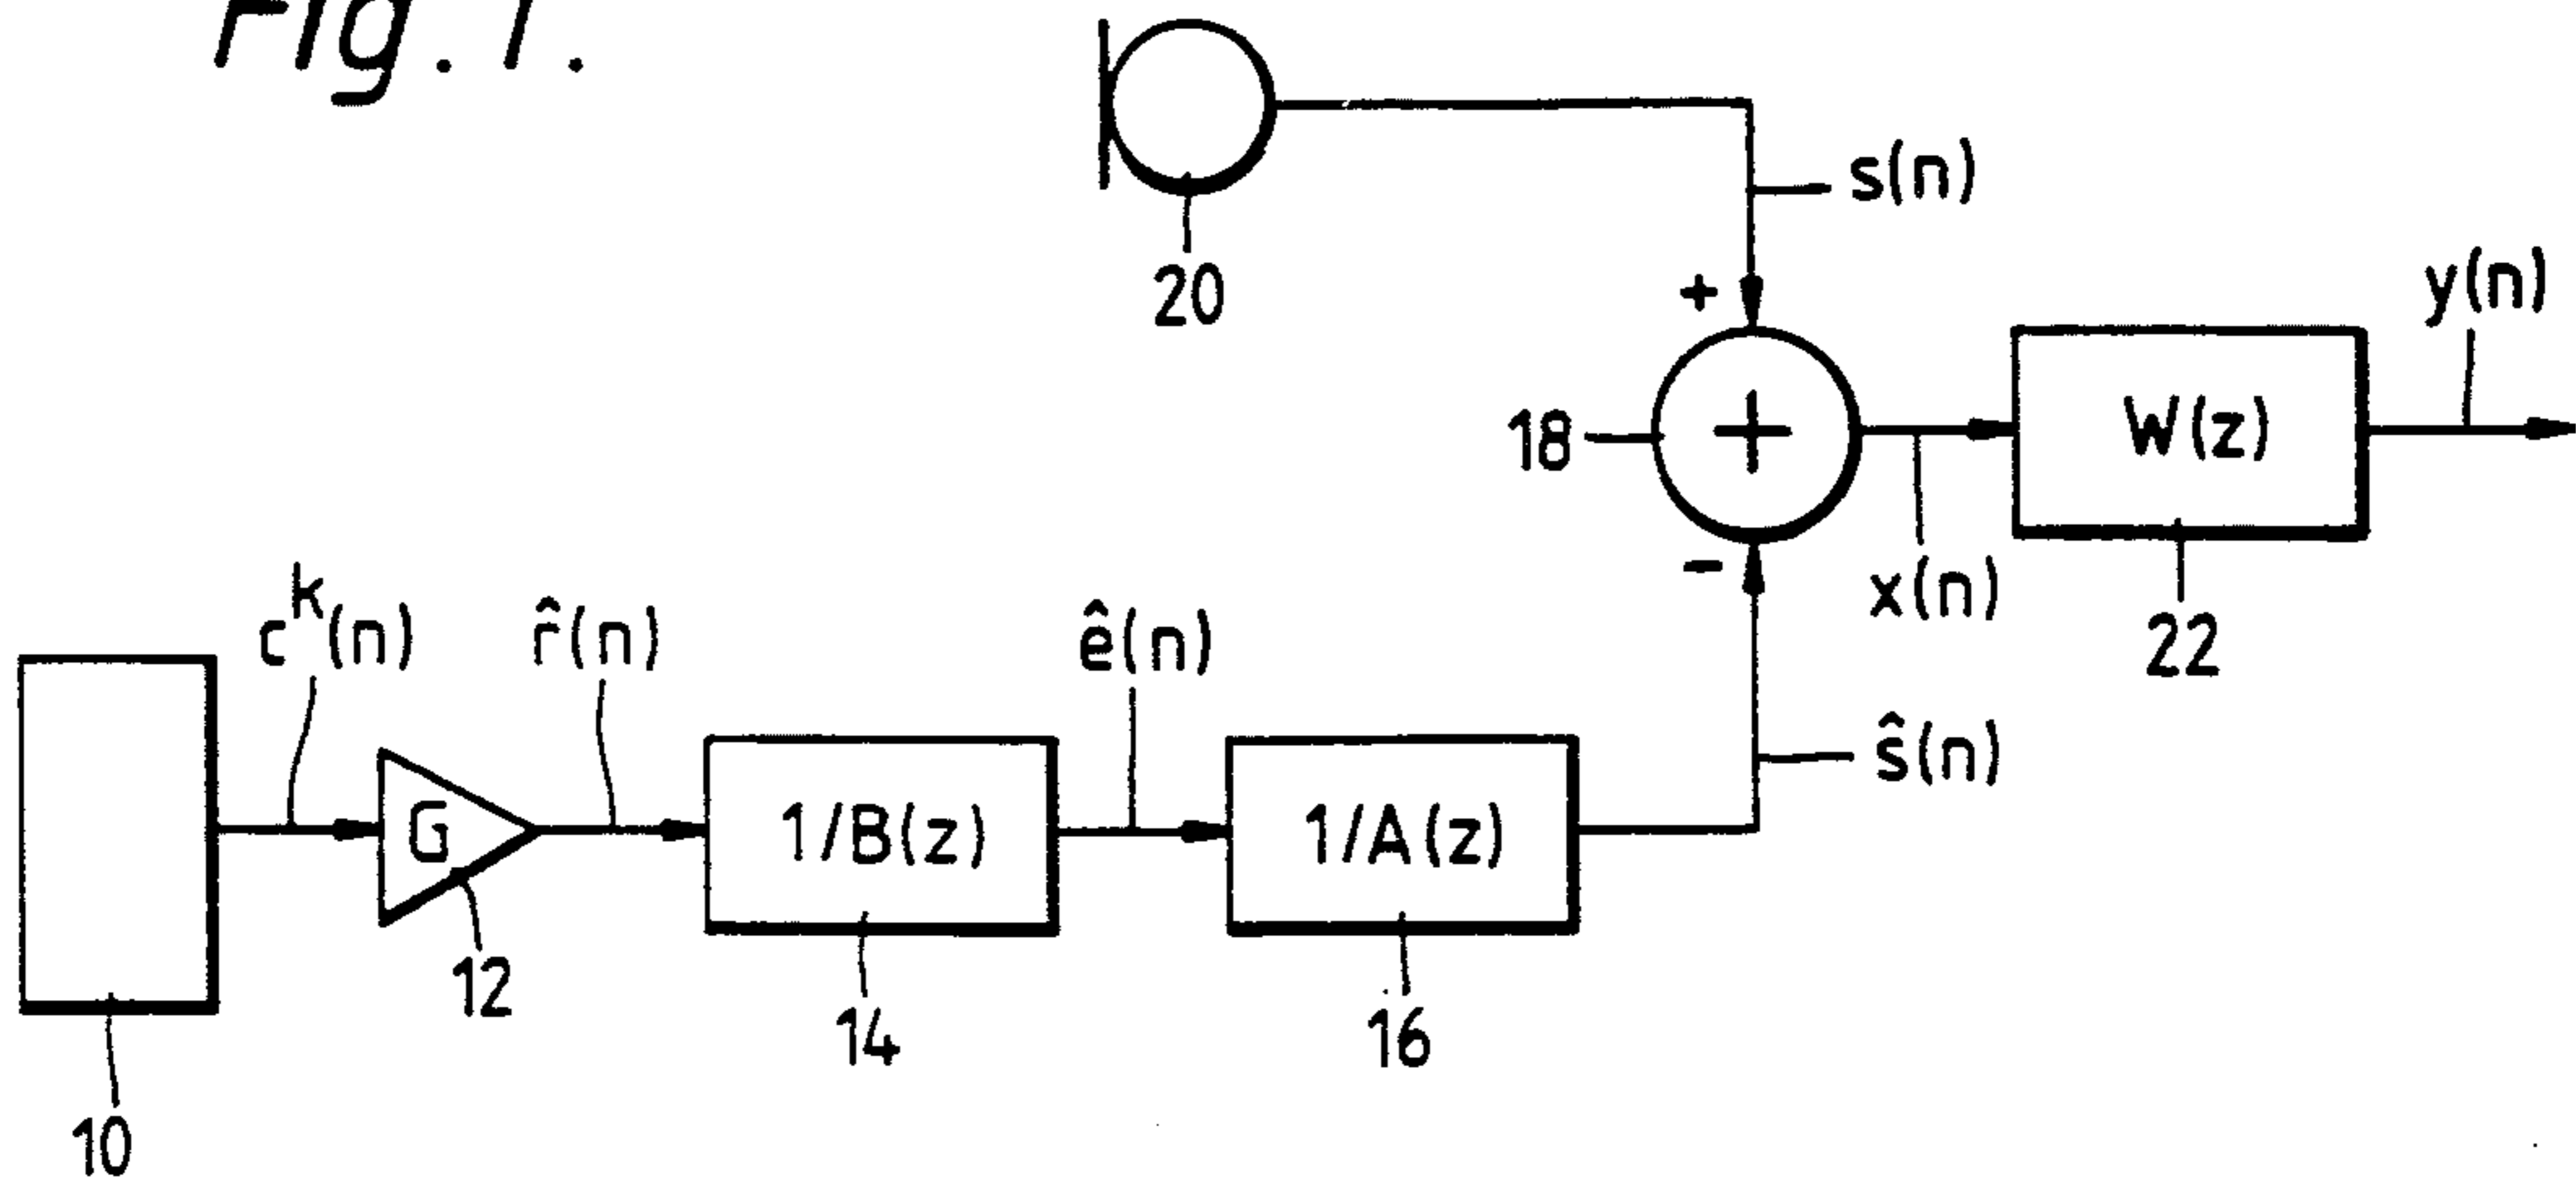 Fig. 1.
s(n)
20
+
y(n)
18
+
W(z)
-
x(n)
22
c^k(n)
r̂(n)
ê(n)
ŝ(n)
G
1/B(z)
1/A(z)
12
14
16
10